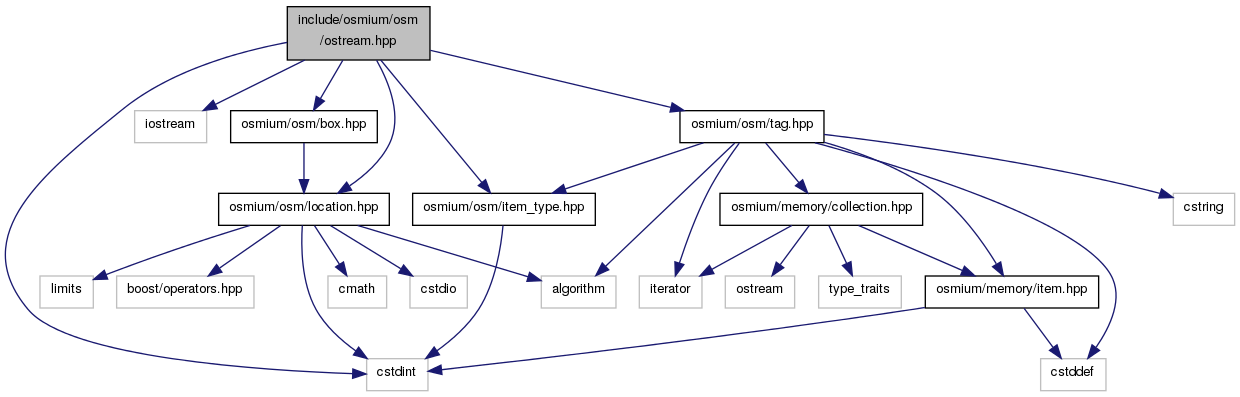 include/osmium/osm
/ostream.hpp
iostream
osmium/osm/box.hpp
osmium/osm/tag.hpp
osmium/osm/location.hpp
osmium/osm/item_type.hpp
osmium/memory/collection.hpp
cstring
limits
boost/operators.hpp
cmath
cstdio
algorithm
iterator
ostream
type_traits
osmium/memory/item.hpp
cstdint
cstddef